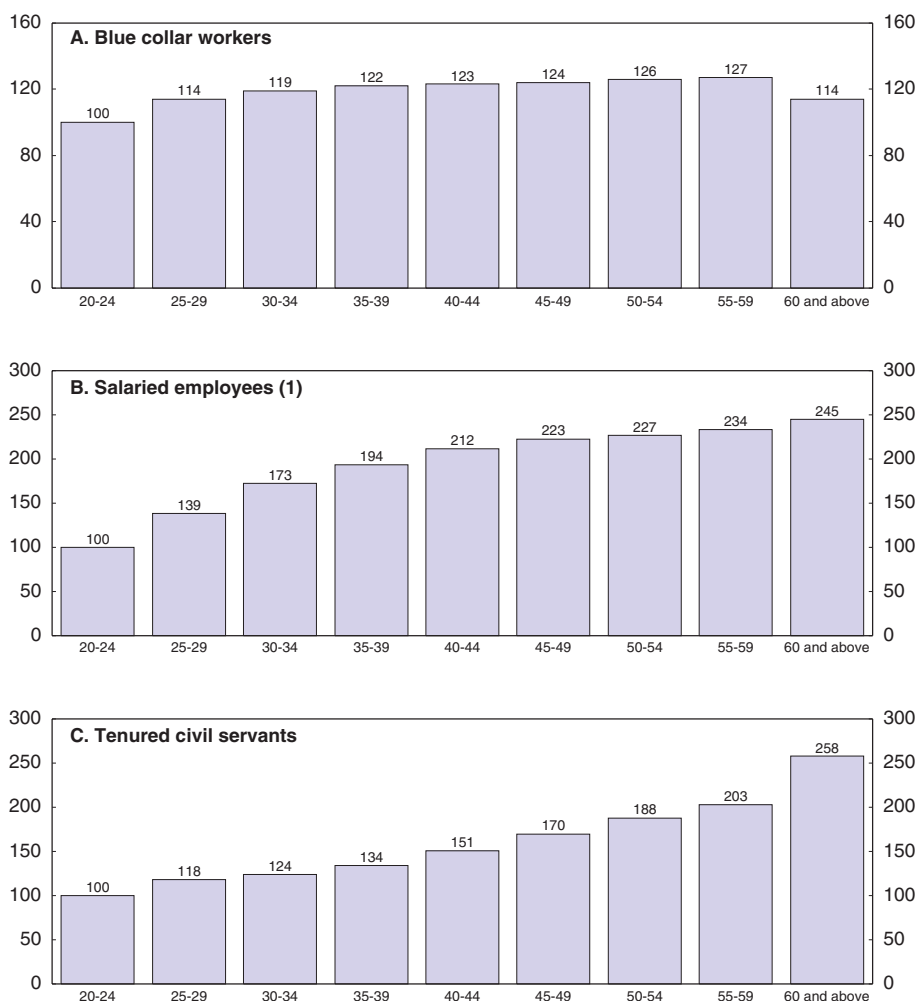 160 160
A. Blue collar workers
100 114 119 122 123 124 126 127 114
120 120
80 80
40 40
0 0
20-24 25-29 30-34 35-39 40-44 45-49 50-54 55-59 60 and above
300 300
B. Salaried employees (1)
100 139 173 194 212 223 227 234 245
250 250
200 200
150 150
100 100
50 50
0 0
20-24 25-29 30-34 35-39 40-44 45-49 50-54 55-59 60 and above
300 300
C. Tenured civil servants
100 118 124 134 151 170 188 203 258
250 250
200 200
150 150
100 100
50 50
0 0
20-24 25-29 30-34 35-39 40-44 45-49 50-54 55-59 60 and above